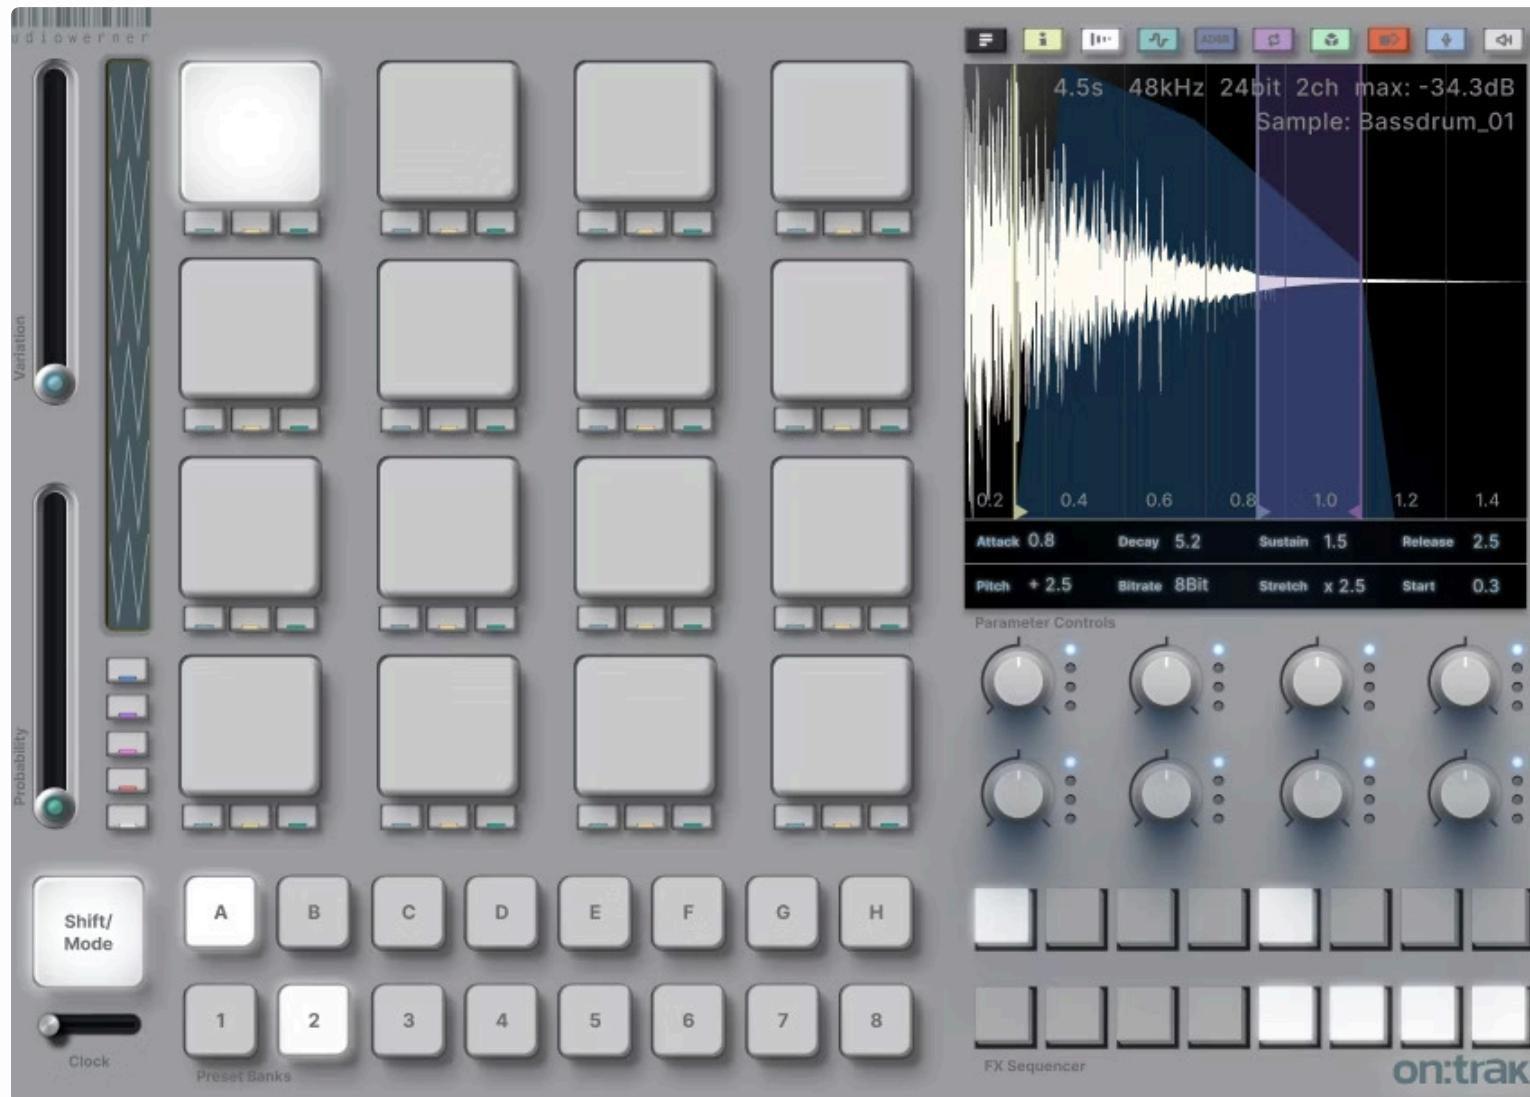 udiowerner
ADSR
4.5s 48kHz 24bit 2ch max: -34.3dB
Sample: Bassdrum_01
Variation
0.2 0.4 0.6 0.8 1.0 1.2 1.4
Attack 0.8 Decay 5.2 Sustain 1.5 Release 2.5
Pitch + 2.5 Bitrate 8Bit Stretch x 2.5 Start 0.3
Parameter Controls
Probability
Shift/
Mode
A B C D E F G H
1 2 3 4 5 6 7 8
Clock
Preset Banks
FX Sequencer
on:trak